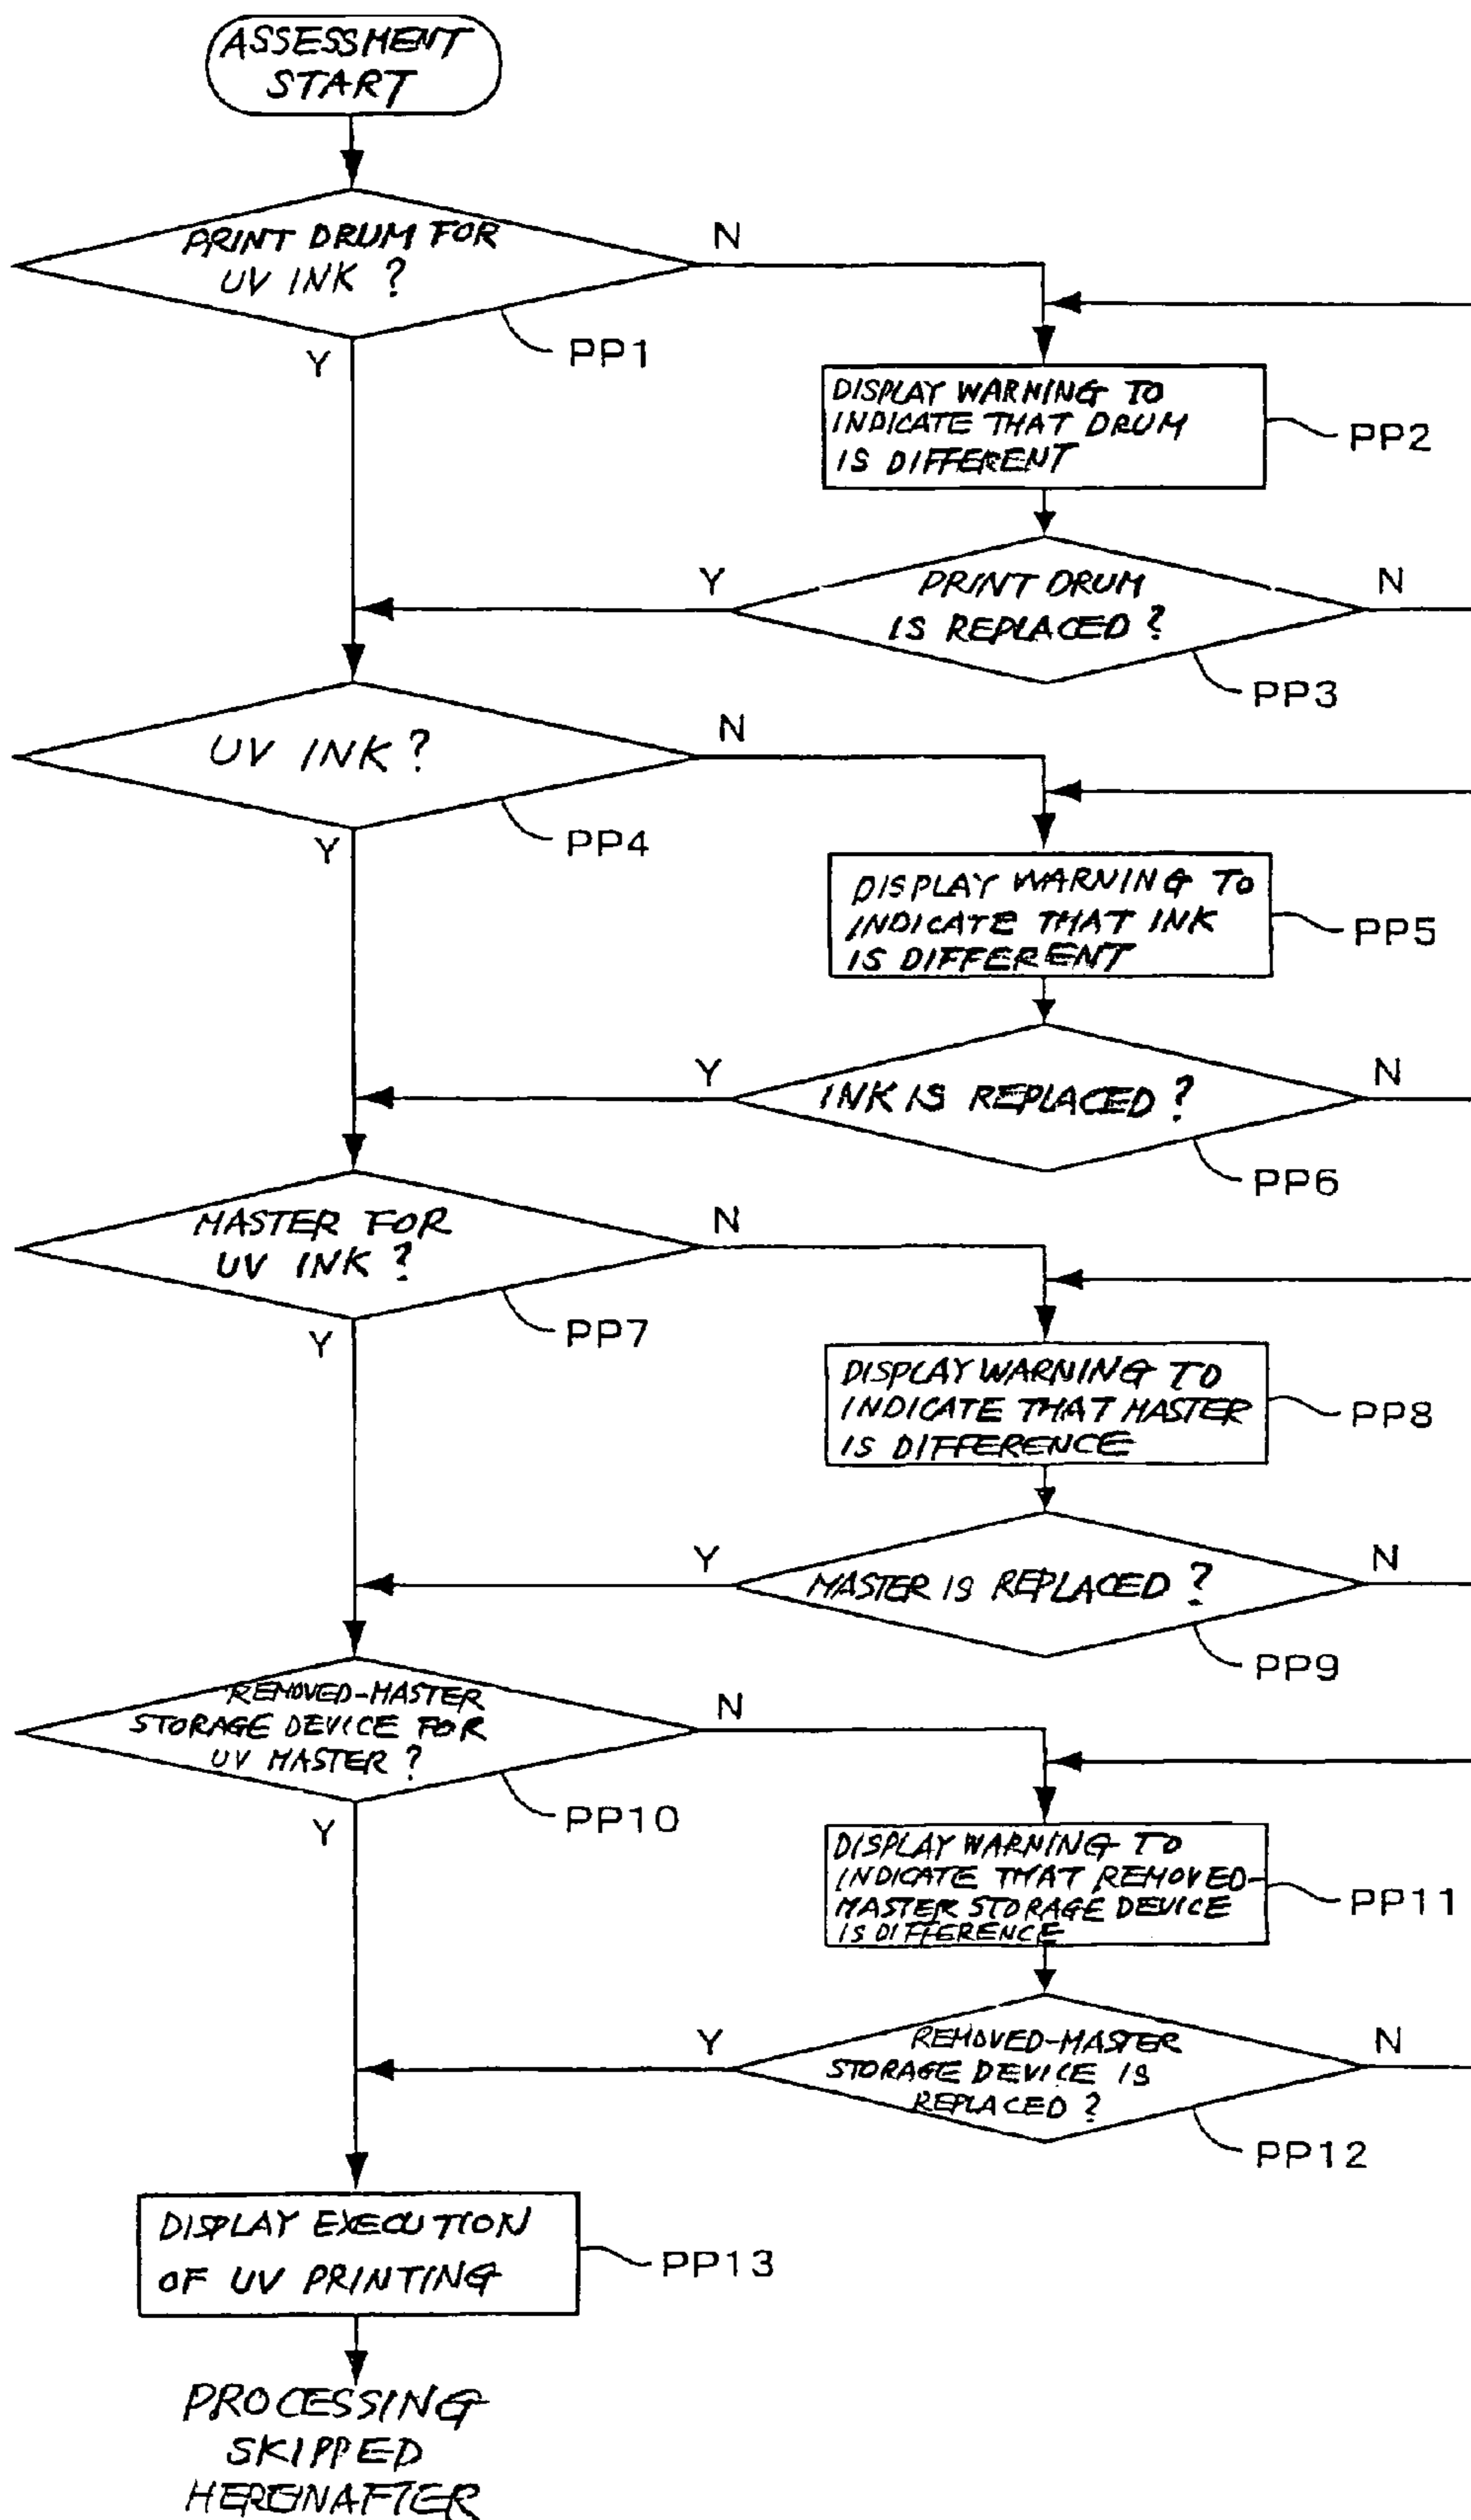 ASSESSMENT
START
PRINT DRUM FOR
UV INK ?
N
Y
PP1
DISPLAY WARNING TO
INDICATE THAT DRUM
IS DIFFERENT
PP2
Y
PRINT DRUM
IS REPLACED ?
N
PP3
UV INK ?
N
Y
PP4
DISPLAY WARNING TO
INDICATE THAT INK
IS DIFFERENT
PP5
Y
INK IS REPLACED ?
N
PP6
MASTER FOR
UV INK ?
N
Y
PP7
DISPLAY WARNING TO
INDICATE THAT MASTER
IS DIFFERENCE
PP8
Y
MASTER IS REPLACED ?
N
PP9
REMOVED-MASTER
STORAGE DEVICE FOR
UV MASTER ?
N
Y
PP10
DISPLAY WARNING TO
INDICATE THAT REMOVED-
MASTER STORAGE DEVICE
IS DIFFERENCE
PP11
Y
REMOVED-MASTER
STORAGE DEVICE IS
REPLACED ?
N
PP12
DISPLAY EXECUTION
OF UV PRINTING
PP13
PROCESSING
SKIPPED
HEREINAFTER